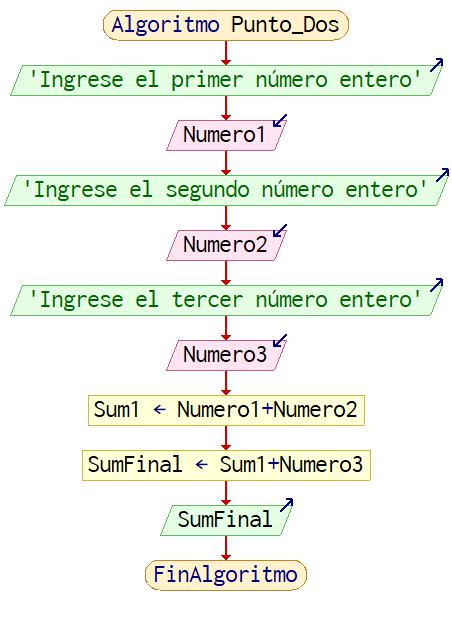 Algoritmo Punto_Dos
'Ingrese el primer número entero'
Numero1
'Ingrese el segundo número entero'
Numero2
'Ingrese el tercer número entero'
Numero3
Sum1 ← Numero1+Numero2
SumFinal ← Sum1+Numero3
SumFinal
FinAlgoritmo